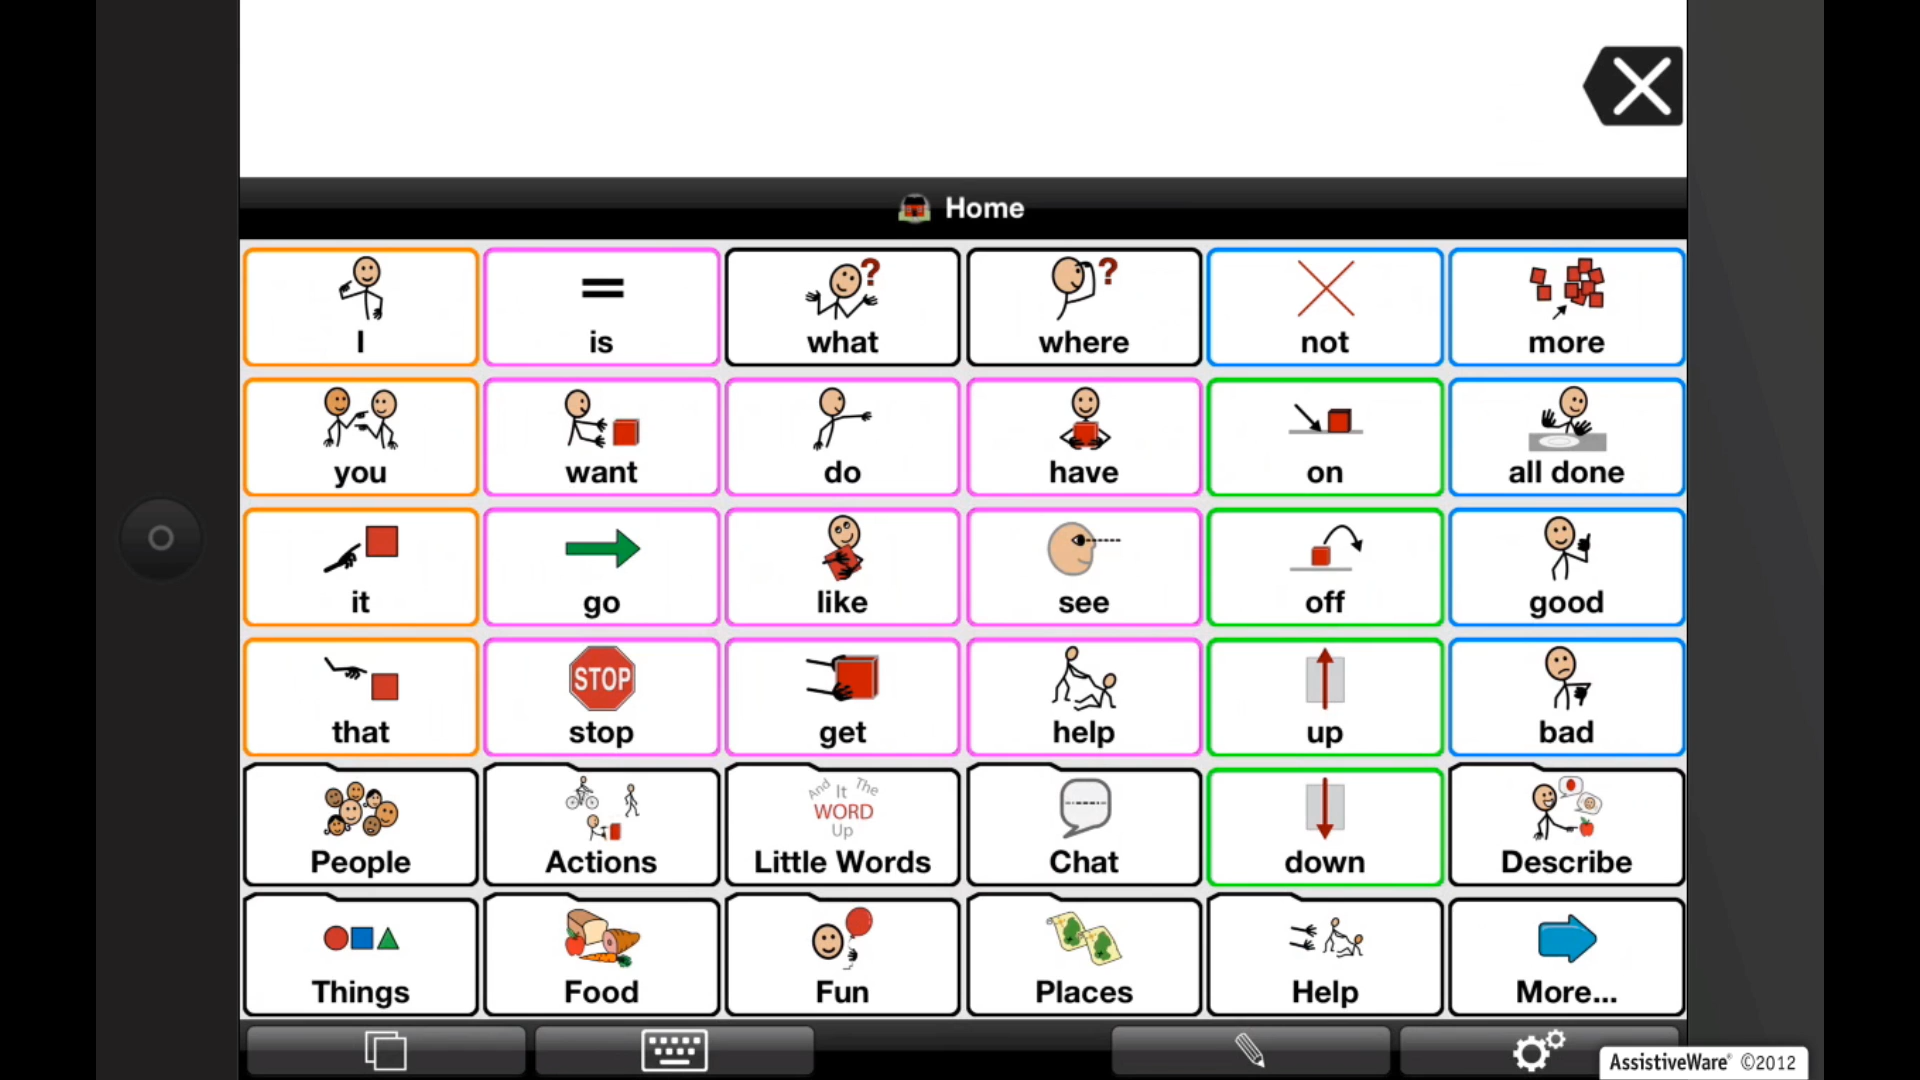 Home
I
is
what
where
not
more
you
want
do
have
on
all done
it
go
like
see
off
good
that
STOP
stop
get
help
up
bad
People
Actions
And It The
WORD
Up
Little Words
Chat
down
Describe
Things
Food
Fun
Places
Help
More...
AssistiveWare® ©2012